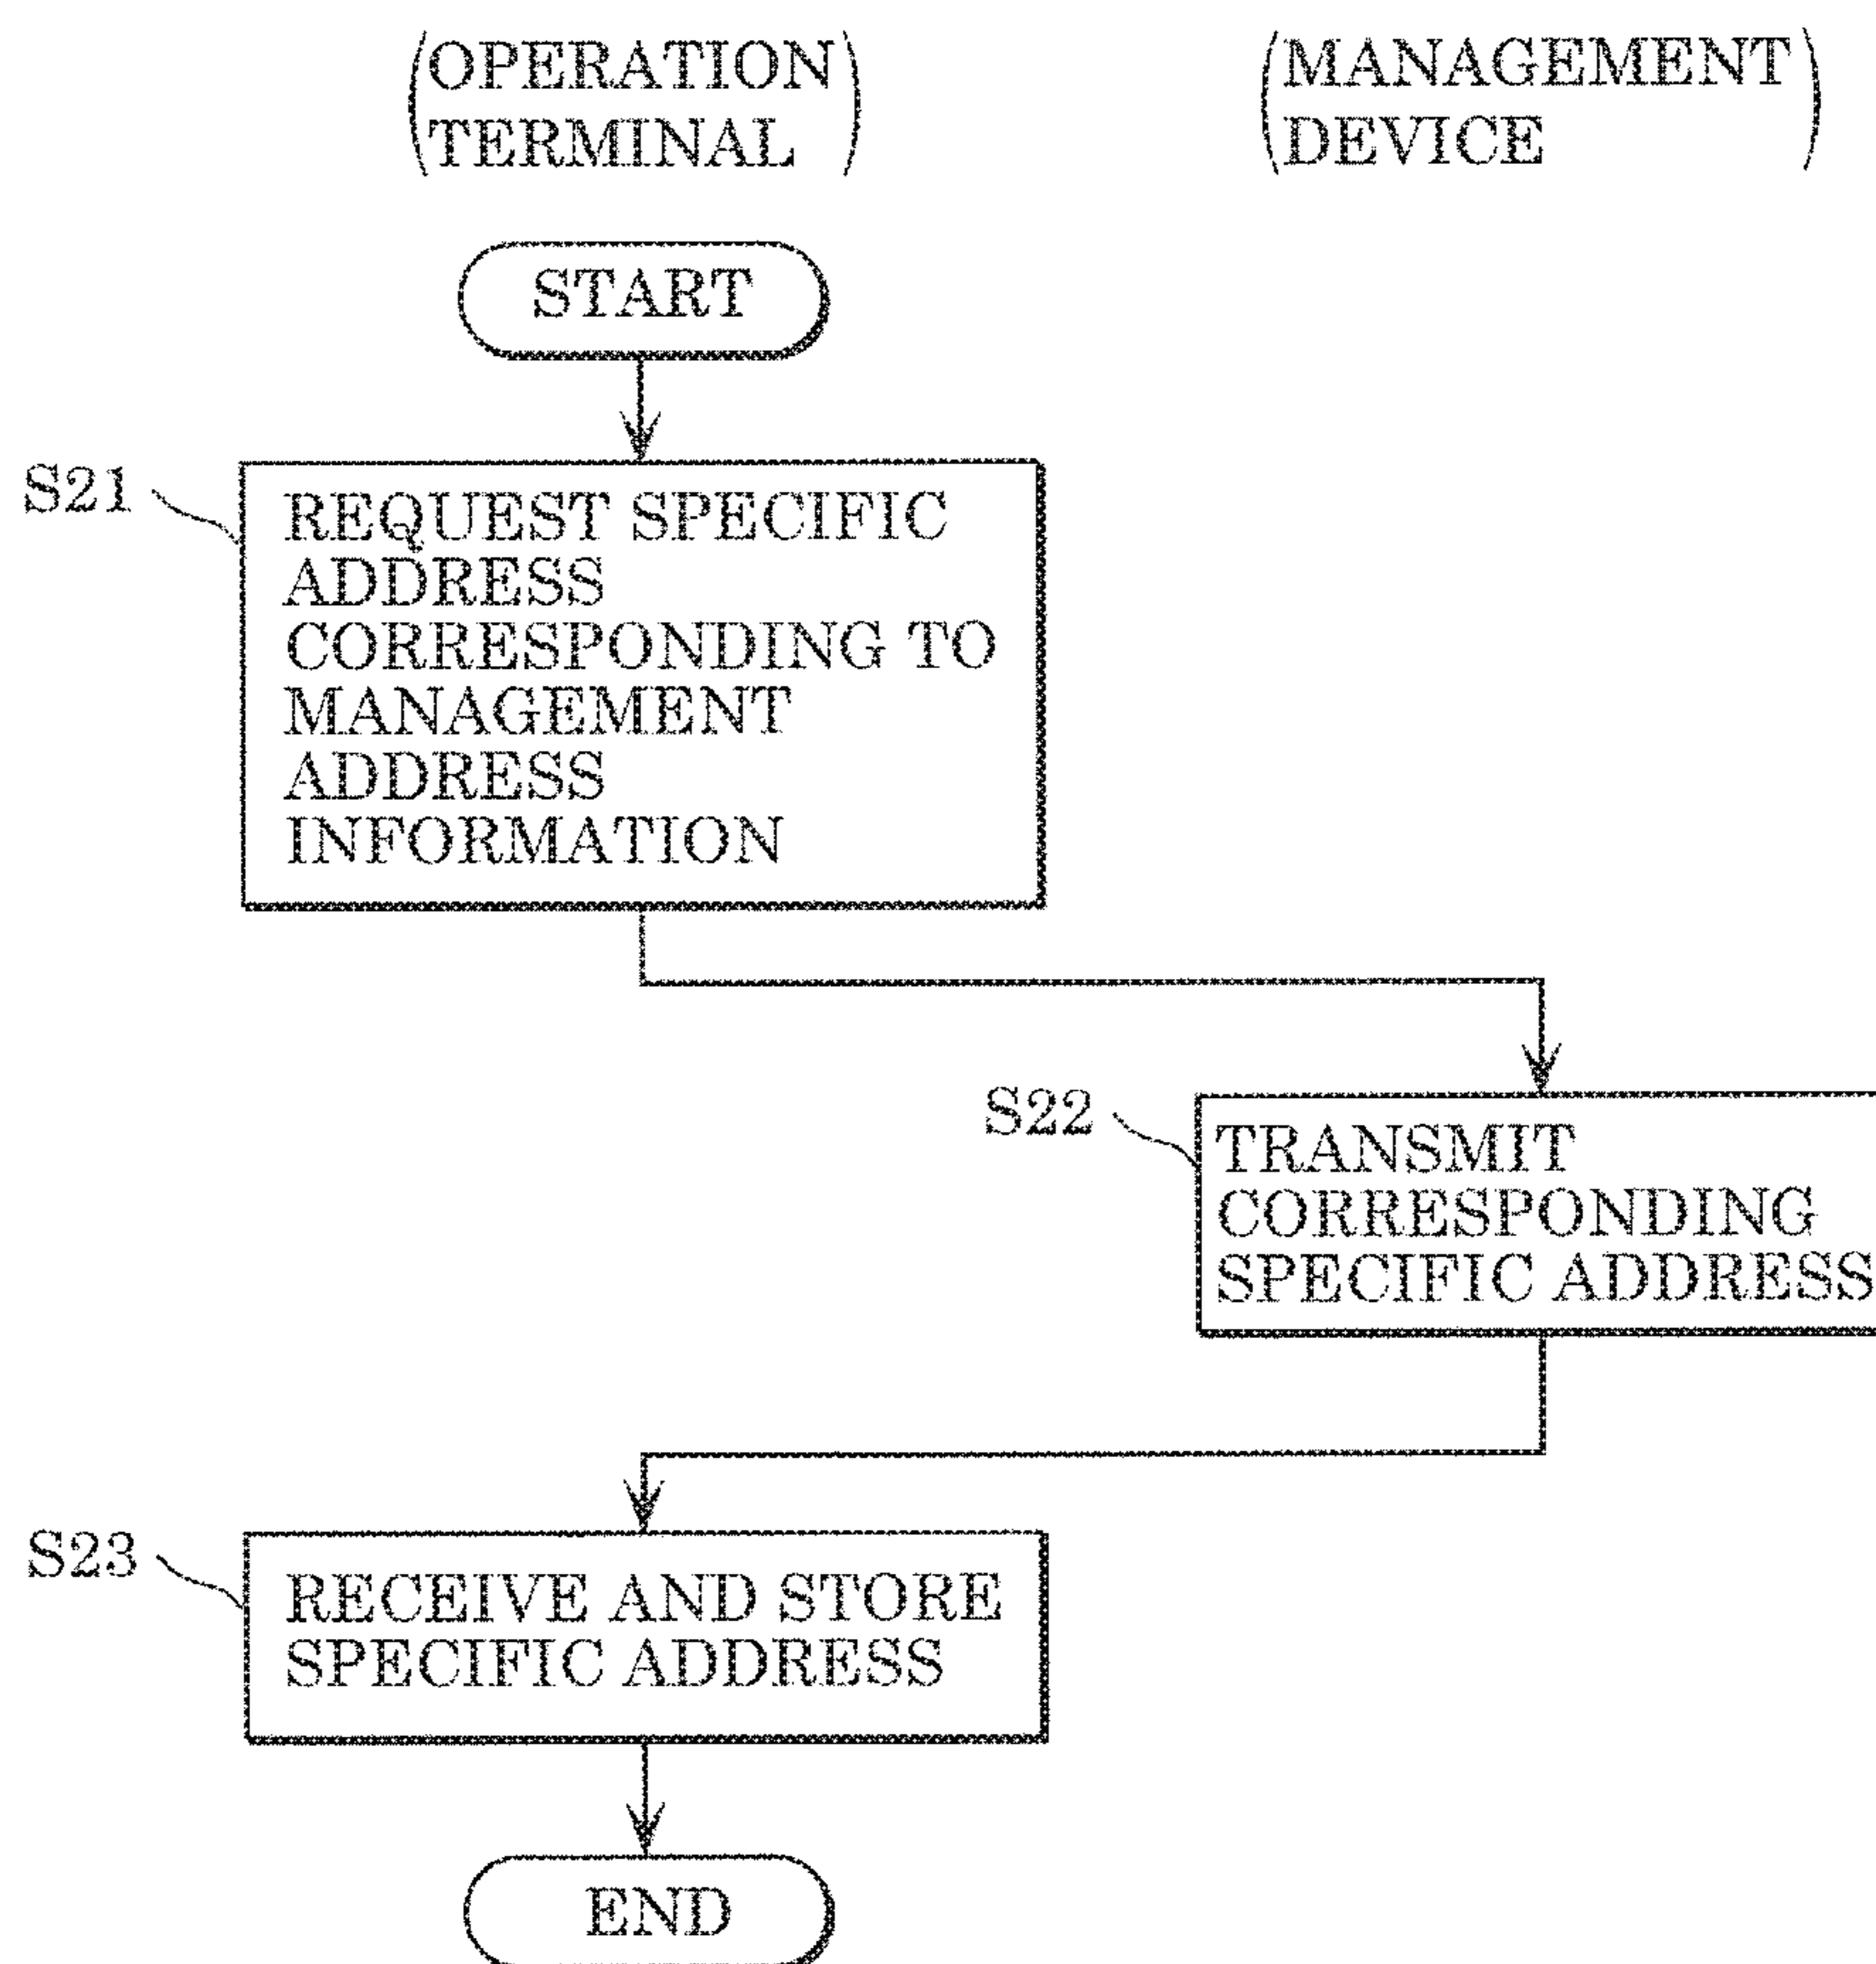 OPERATION
TERMINAL
MANAGEMENT
DEVICE
START
S21
REQUEST SPECIFIC
ADDRESS
CORRESPONDING TO
MANAGEMENT
ADDRESS
INFORMATION
S22
TRANSMIT
CORRESPONDING
SPECIFIC ADDRESS
S23
RECEIVE AND STORE
SPECIFIC ADDRESS
END